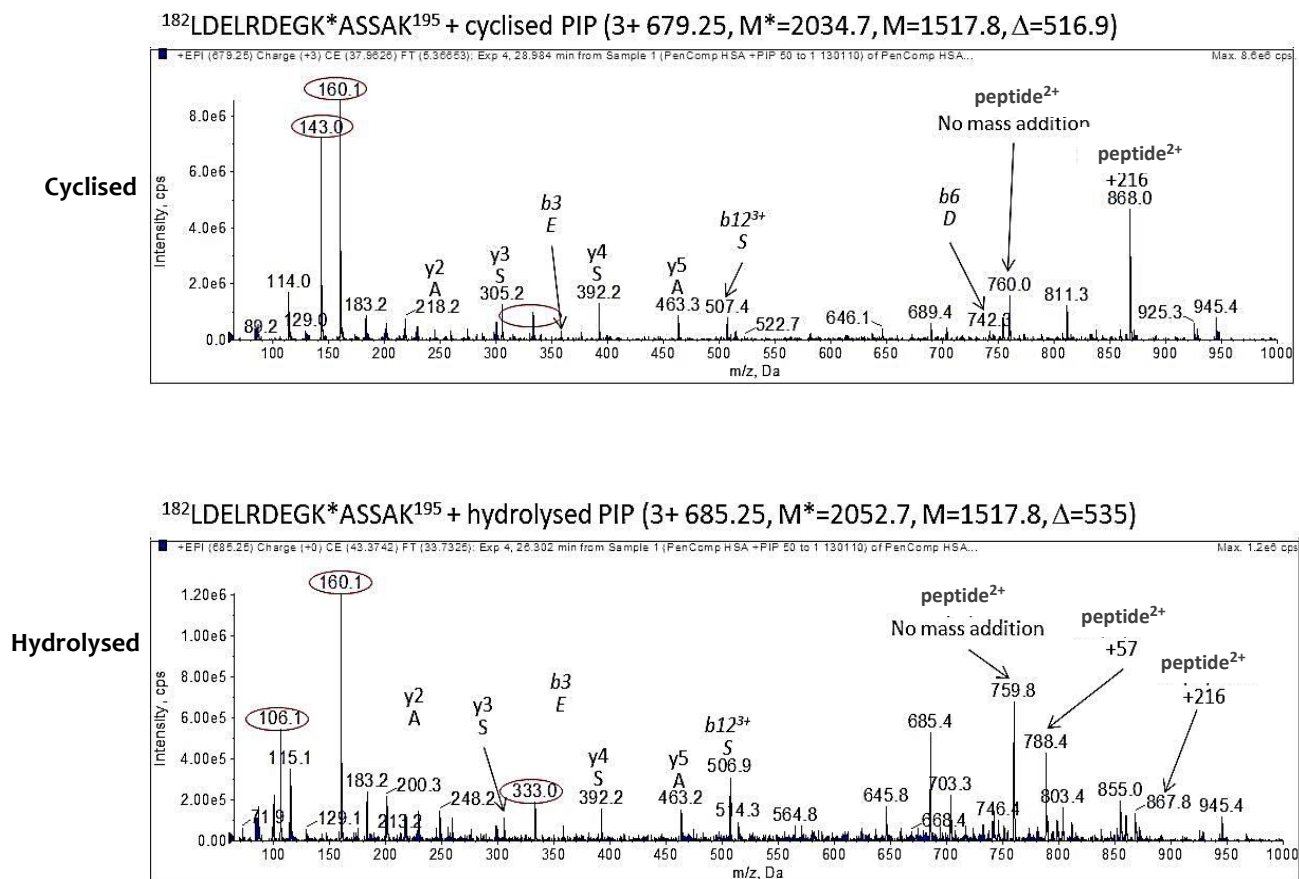 ¹⁸²LDELRDEGK*ASSAK¹⁹⁵ + cyclised PIP (3+ 679.25, M*=2034.7, M=1517.8, Δ=516.9)
+EPI (679.25) Charge (+3) CE (37.9626) FT (5.36653): Exp 4, 28.984 min from Sample 1 (PenComp HSA +PIP 50 to 1 130110) of PenComp HSA...
Max. 8.6e6 cps.
Cyclised
Intensity, cps
8.0e6
6.0e6
4.0e6
2.0e6
0.0
160.1
143.0
114.0
89.2
129.0
183.2
y2
A
218.2
y3
S
305.2
b3
E
y4
S
392.2
y5
A
463.3
b12³⁺
S
507.4
522.7
646.1
689.4
b6
D
742.3
peptide²⁺
No mass addition
760.0
811.3
peptide²⁺
+216
868.0
925.3
945.4
100 150 200 250 300 350 400 450 500 550 600 650 700 750 800 850 900 950 1000
m/z, Da
¹⁸²LDELRDEGK*ASSAK¹⁹⁵ + hydrolysed PIP (3+ 685.25, M*=2052.7, M=1517.8, Δ=535)
+EPI (685.25) Charge (+0) CE (43.3742) FT (33.7325): Exp 4, 26.302 min from Sample 1 (PenComp HSA +PIP 50 to 1 130110) of PenComp HSA...
Max. 1.2e6 cps.
Hydrolysed
Intensity, cps
1.20e6
1.00e6
8.00e5
6.00e5
4.00e5
2.00e5
0.00
160.1
106.1
115.1
71.9
129.1
183.2
200.3
213.2
y2
A
248.2
y3
S
333.0
b3
E
y4
S
392.2
y5
A
463.2
b12³⁺
S
506.9
514.3
564.8
645.8
668.4
685.4
703.3
746.4
peptide²⁺
No mass addition
759.8
peptide²⁺
+57
788.4
803.4
855.0
peptide²⁺
+216
867.8
945.4
100 150 200 250 300 350 400 450 500 550 600 650 700 750 800 850 900 950 1000
m/z, Da